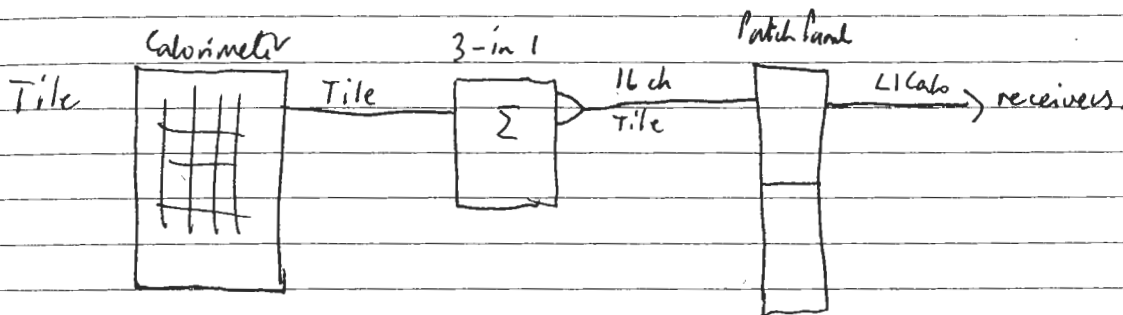 Calorimeter 3-in 1 Patch Panel
Tile Tile Σ 16 ch L1Calo receivers
Tile